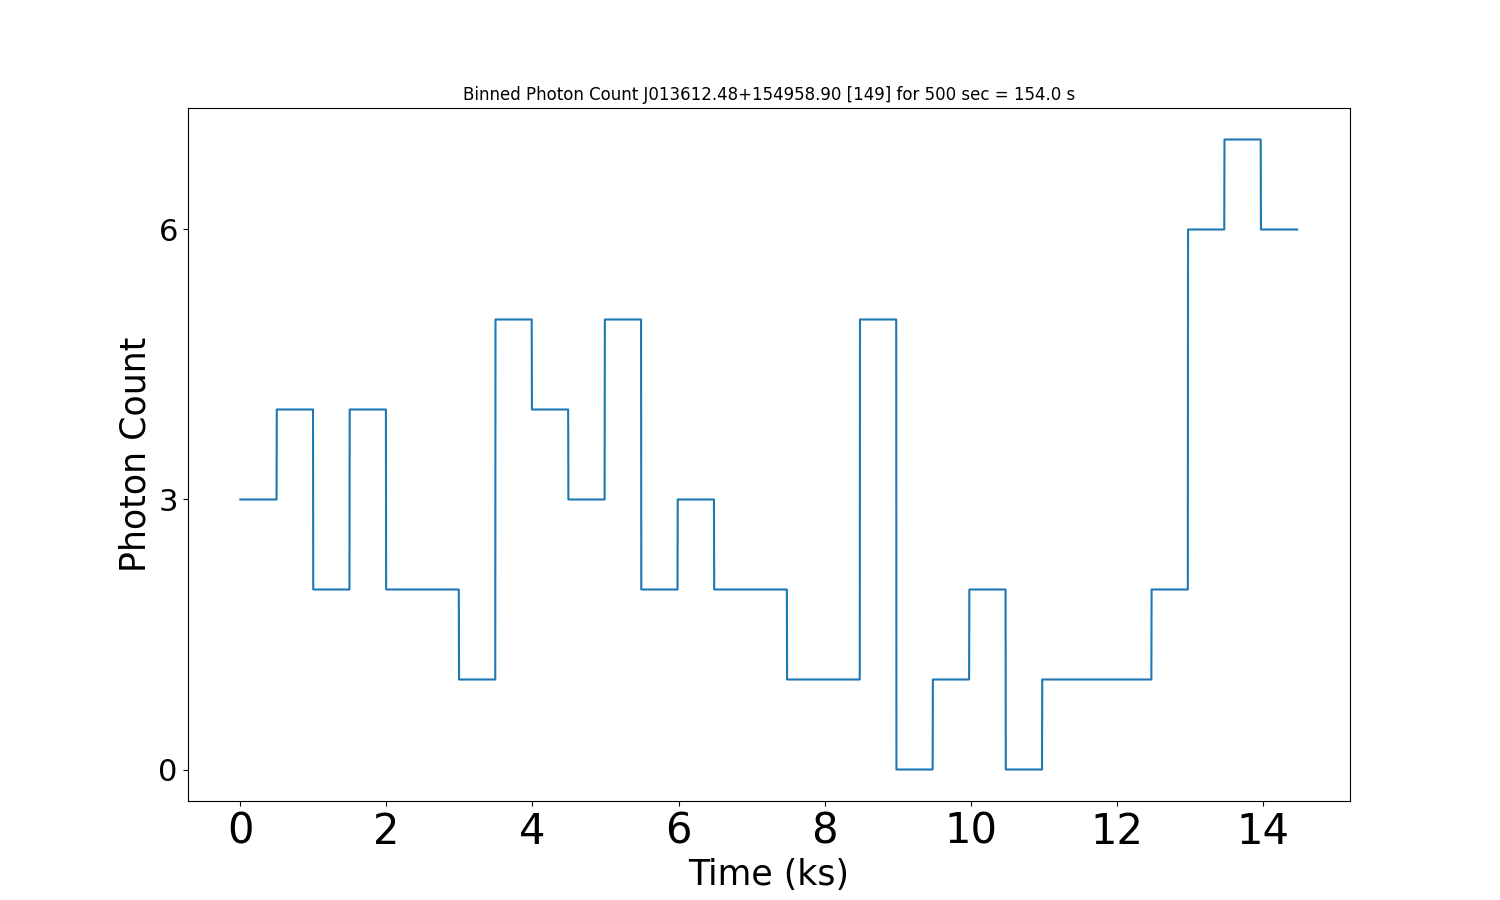 Binned Photon Count J013612.48+154958.90 [149] for 500 sec = 154.0 s
Photon Count
6
3
0
0 2 4 6 8 10 12 14
Time (ks)